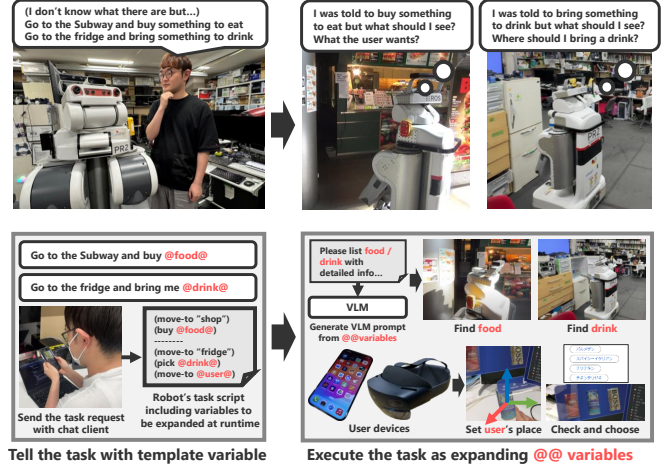 (I don't know what there are but...)
Go to the Subway and buy something to eat
Go to the fridge and bring something to drink
I was told to buy something
to eat but what should I see?
What the user wants?
I was told to bring something
to drink but what should I see?
Where should I bring a drink?
PR2
Go to the Subway and buy @food@
Go to the fridge and bring me @drink@
(move-to "shop")
(buy @food@)
--------
(move-to "fridge")
(pick @drink@)
(move-to @user@)
Send the task request
with chat client
Robot's task script
including variables to
be expanded at runtime
Please list food /
drink with
detailed info...
VLM
Generate VLM prompt
from @@variables
Find food
Find drink
User devices
Set user's place
Check and choose
Tell the task with template variable
Execute the task as expanding @@ variables